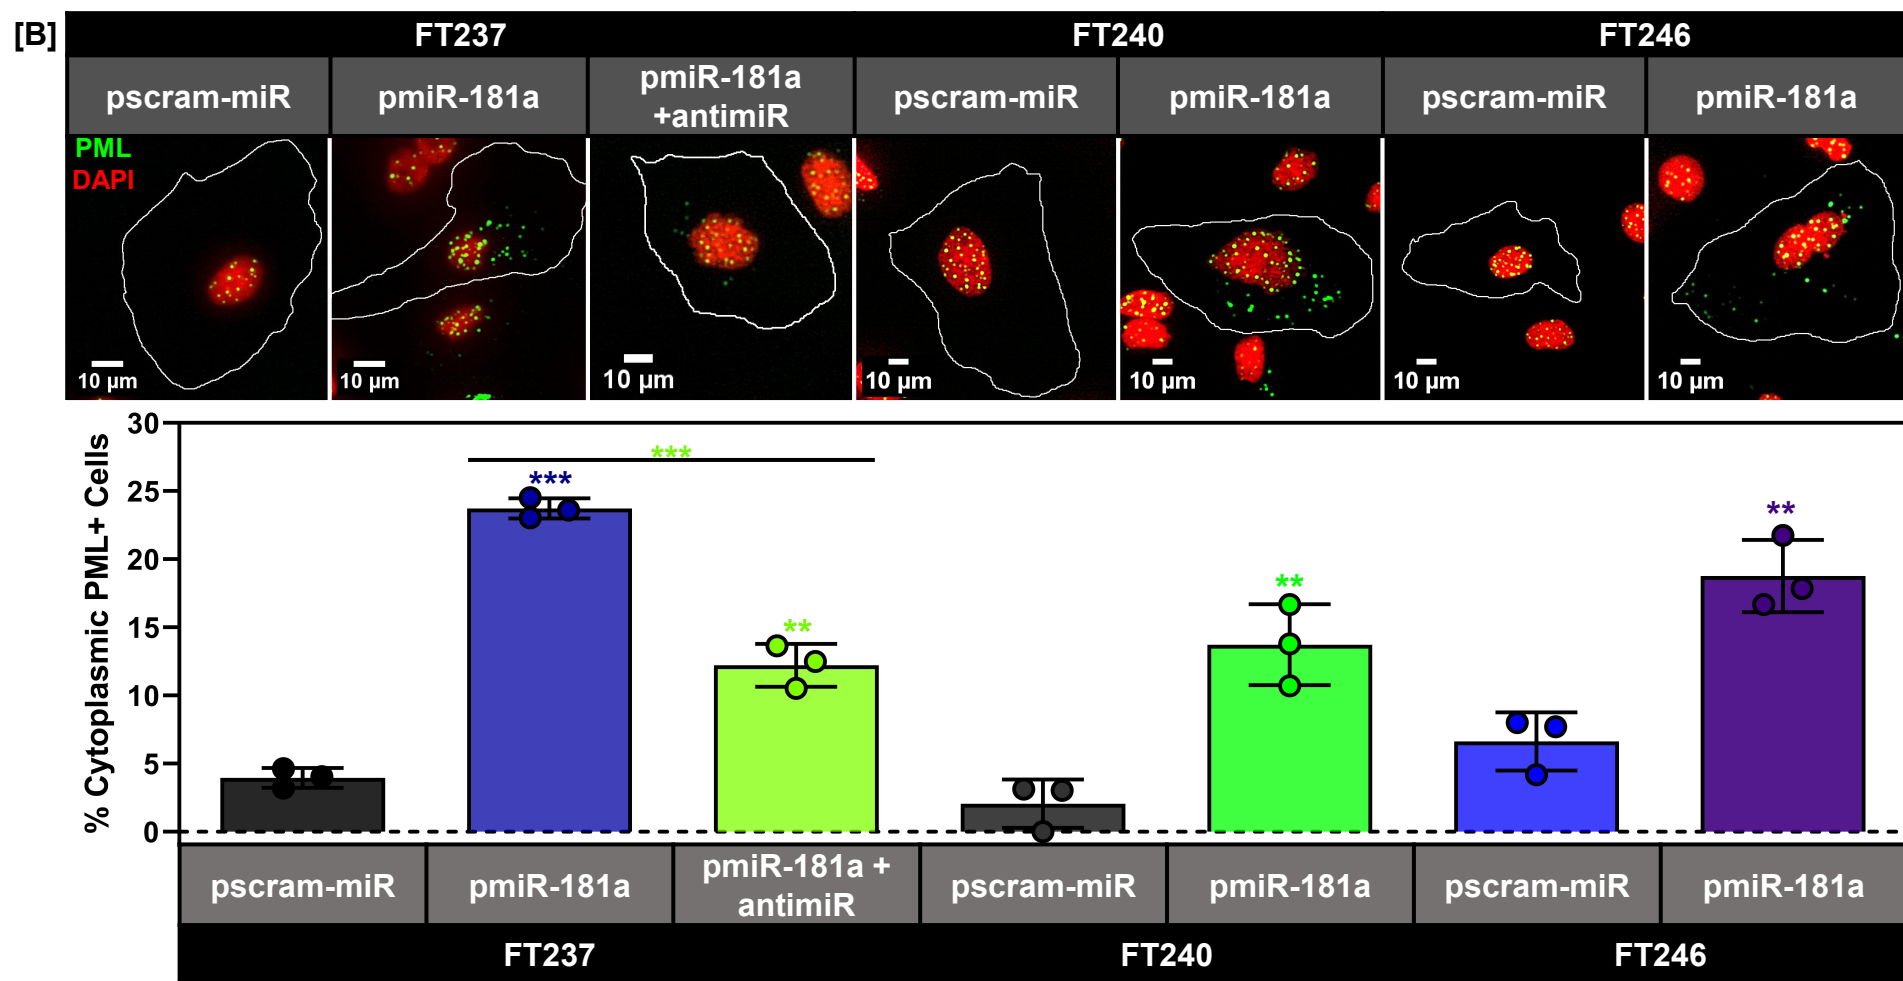 [B]
FT237 FT240 FT246
pscram-miR pmiR-181a pmiR-181a +antimiR pscram-miR pmiR-181a pscram-miR pmiR-181a
PML
DAPI
10 µm 10 µm 10 µm 10 µm 10 µm 10 µm 10 µm
% Cytoplasmic PML+ Cells
30
25
20
15
10
5
0
***
***
**
**
**
pscram-miR pmiR-181a pmiR-181a + antimiR pscram-miR pmiR-181a pscram-miR pmiR-181a
FT237 FT240 FT246